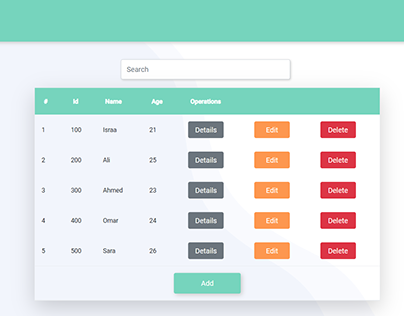 Search
# Id Name Age Operations
1 100 Israa 21 Details Edit Delete
2 200 Ali 25 Details Edit Delete
3 300 Ahmed 23 Details Edit Delete
4 400 Omar 24 Details Edit Delete
5 500 Sara 26 Details Edit Delete
Add